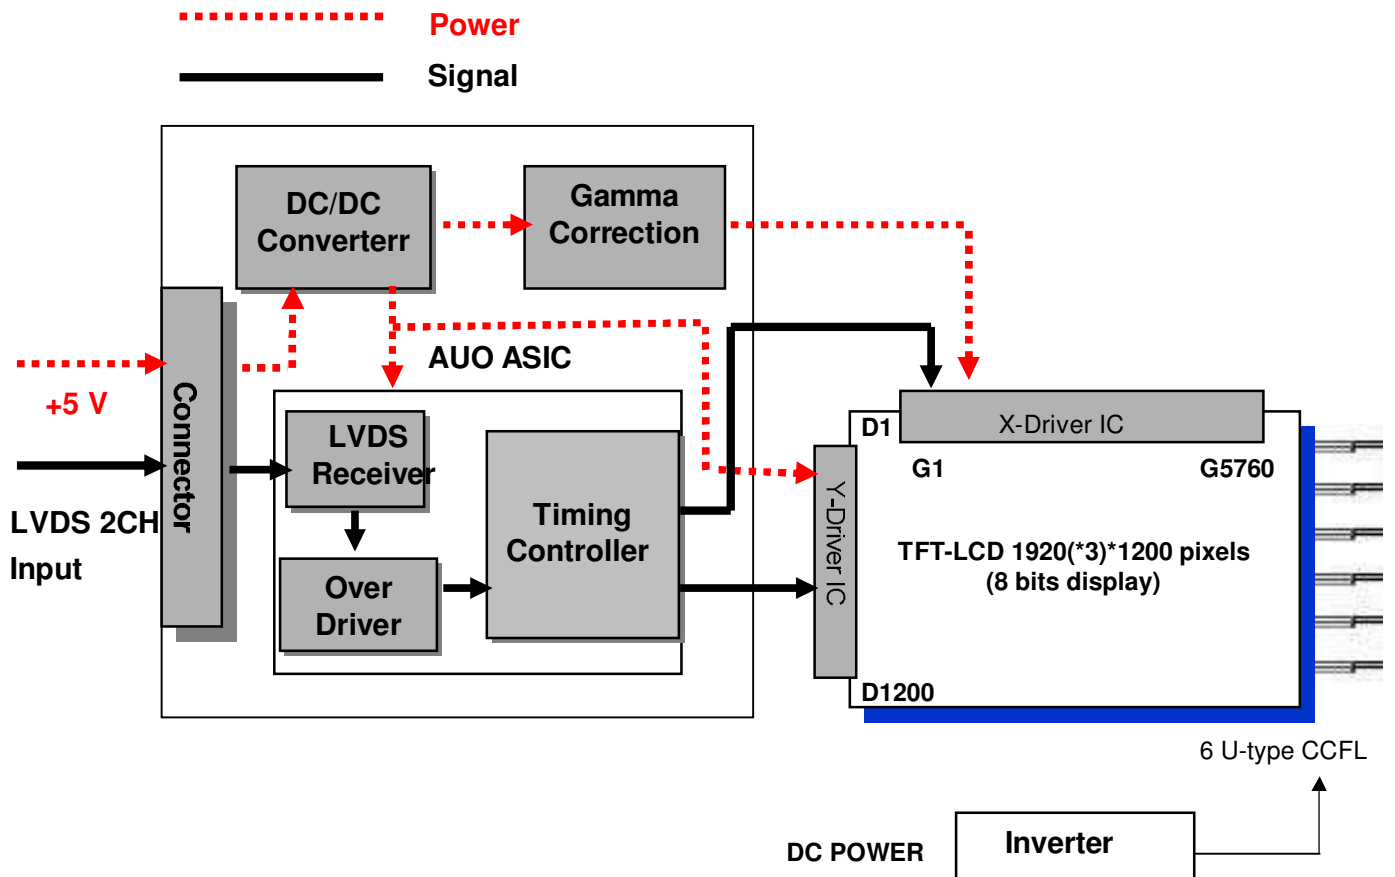 Power
Signal
DC/DC
Converterr
Gamma
Correction
AUO ASIC
+5 V
Connector
LVDS
Receiver
LVDS 2CH
Input
Timing
Controller
Over
Driver
D1
X-Driver IC
G1
G5760
Y-Driver IC
TFT-LCD 1920(*3)*1200 pixels
(8 bits display)
D1200
6 U-type CCFL
DC POWER
Inverter